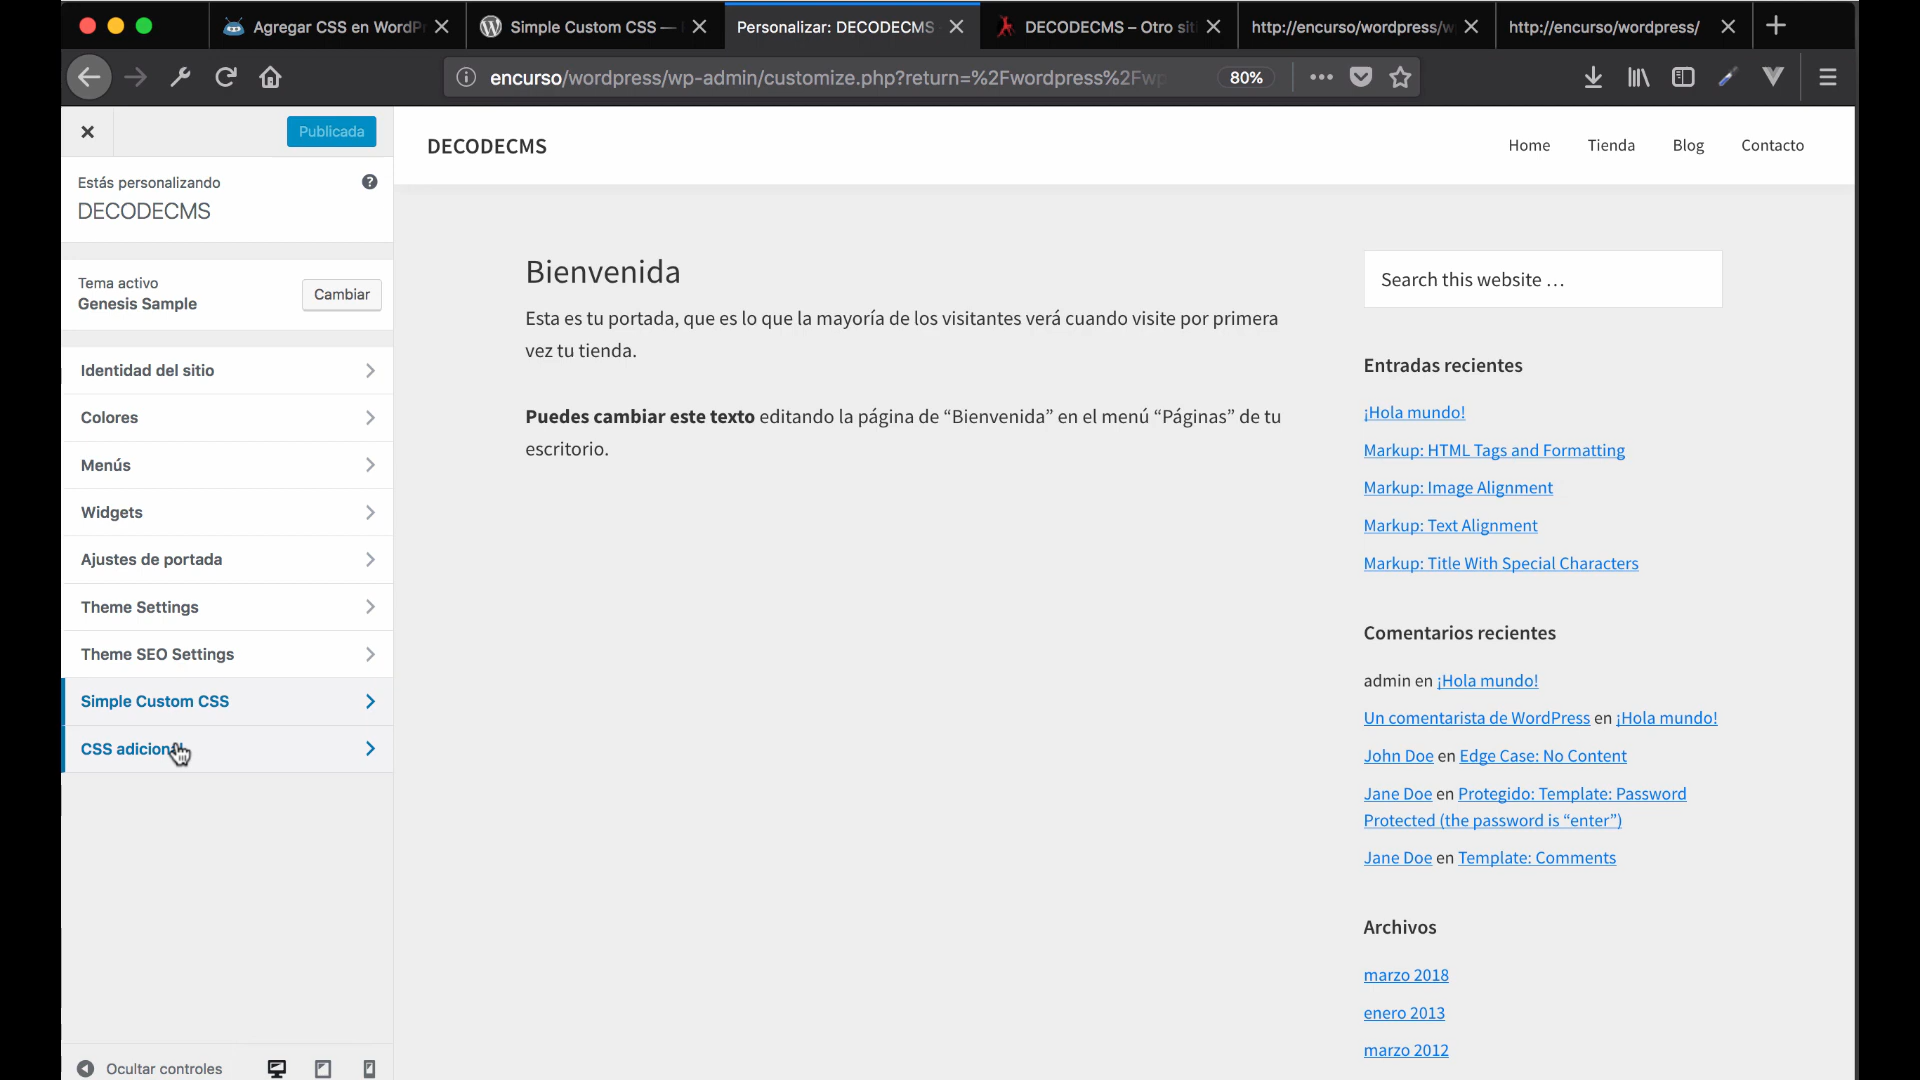 Agregar CSS en WordPr
Simple Custom CSS —
Personalizar: DECODECMS
DECODECMS – Otro siti
http://encurso/wordpress/w
http://encurso/wordpress/
encurso/wordpress/wp-admin/customize.php?return=%2Fwordpress%2Fwp
80%
Publicada
Estás personalizando
DECODECMS
Tema activo
Genesis Sample
Cambiar
Identidad del sitio
Colores
Menús
Widgets
Ajustes de portada
Theme Settings
Theme SEO Settings
Simple Custom CSS
CSS adicional
Ocultar controles
DECODECMS
Home
Tienda
Blog
Contacto
Bienvenida
Esta es tu portada, que es lo que la mayoría de los visitantes verá cuando visite por primera
vez tu tienda.
Puedes cambiar este texto editando la página de “Bienvenida” en el menú “Páginas” de tu
escritorio.
Search this website …
Entradas recientes
¡Hola mundo!
Markup: HTML Tags and Formatting
Markup: Image Alignment
Markup: Text Alignment
Markup: Title With Special Characters
Comentarios recientes
admin en ¡Hola mundo!
Un comentarista de WordPress en ¡Hola mundo!
John Doe en Edge Case: No Content
Jane Doe en Protegido: Template: Password
Protected (the password is “enter”)
Jane Doe en Template: Comments
Archivos
marzo 2018
enero 2013
marzo 2012